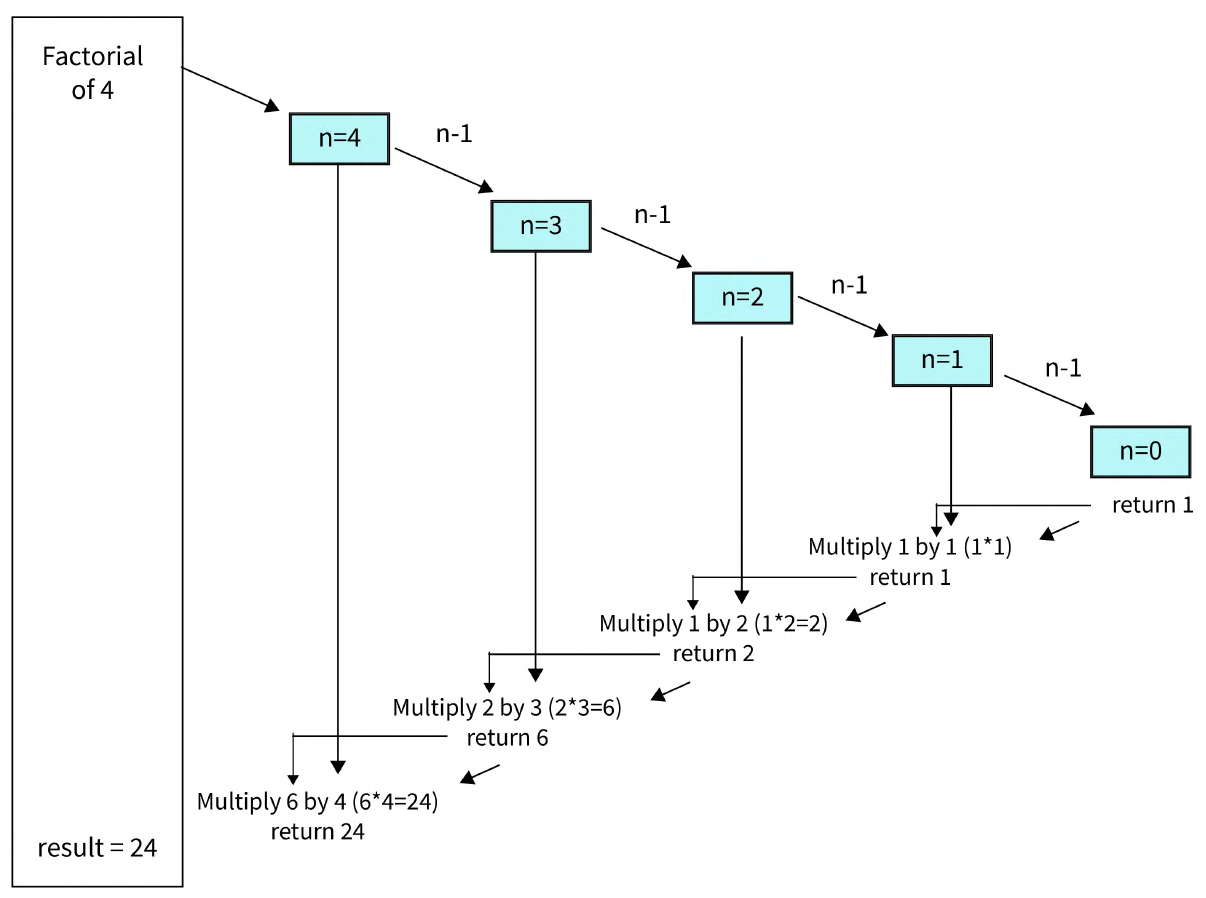 Factorial
of 4
n=4
n-1
n=3
n-1
n=2
n-1
n=1
n-1
n=0
return 1
Multiply 1 by 1 (1*1)
return 1
Multiply 1 by 2 (1*2=2)
return 2
Multiply 2 by 3 (2*3=6)
return 6
Multiply 6 by 4 (6*4=24)
return 24
result = 24